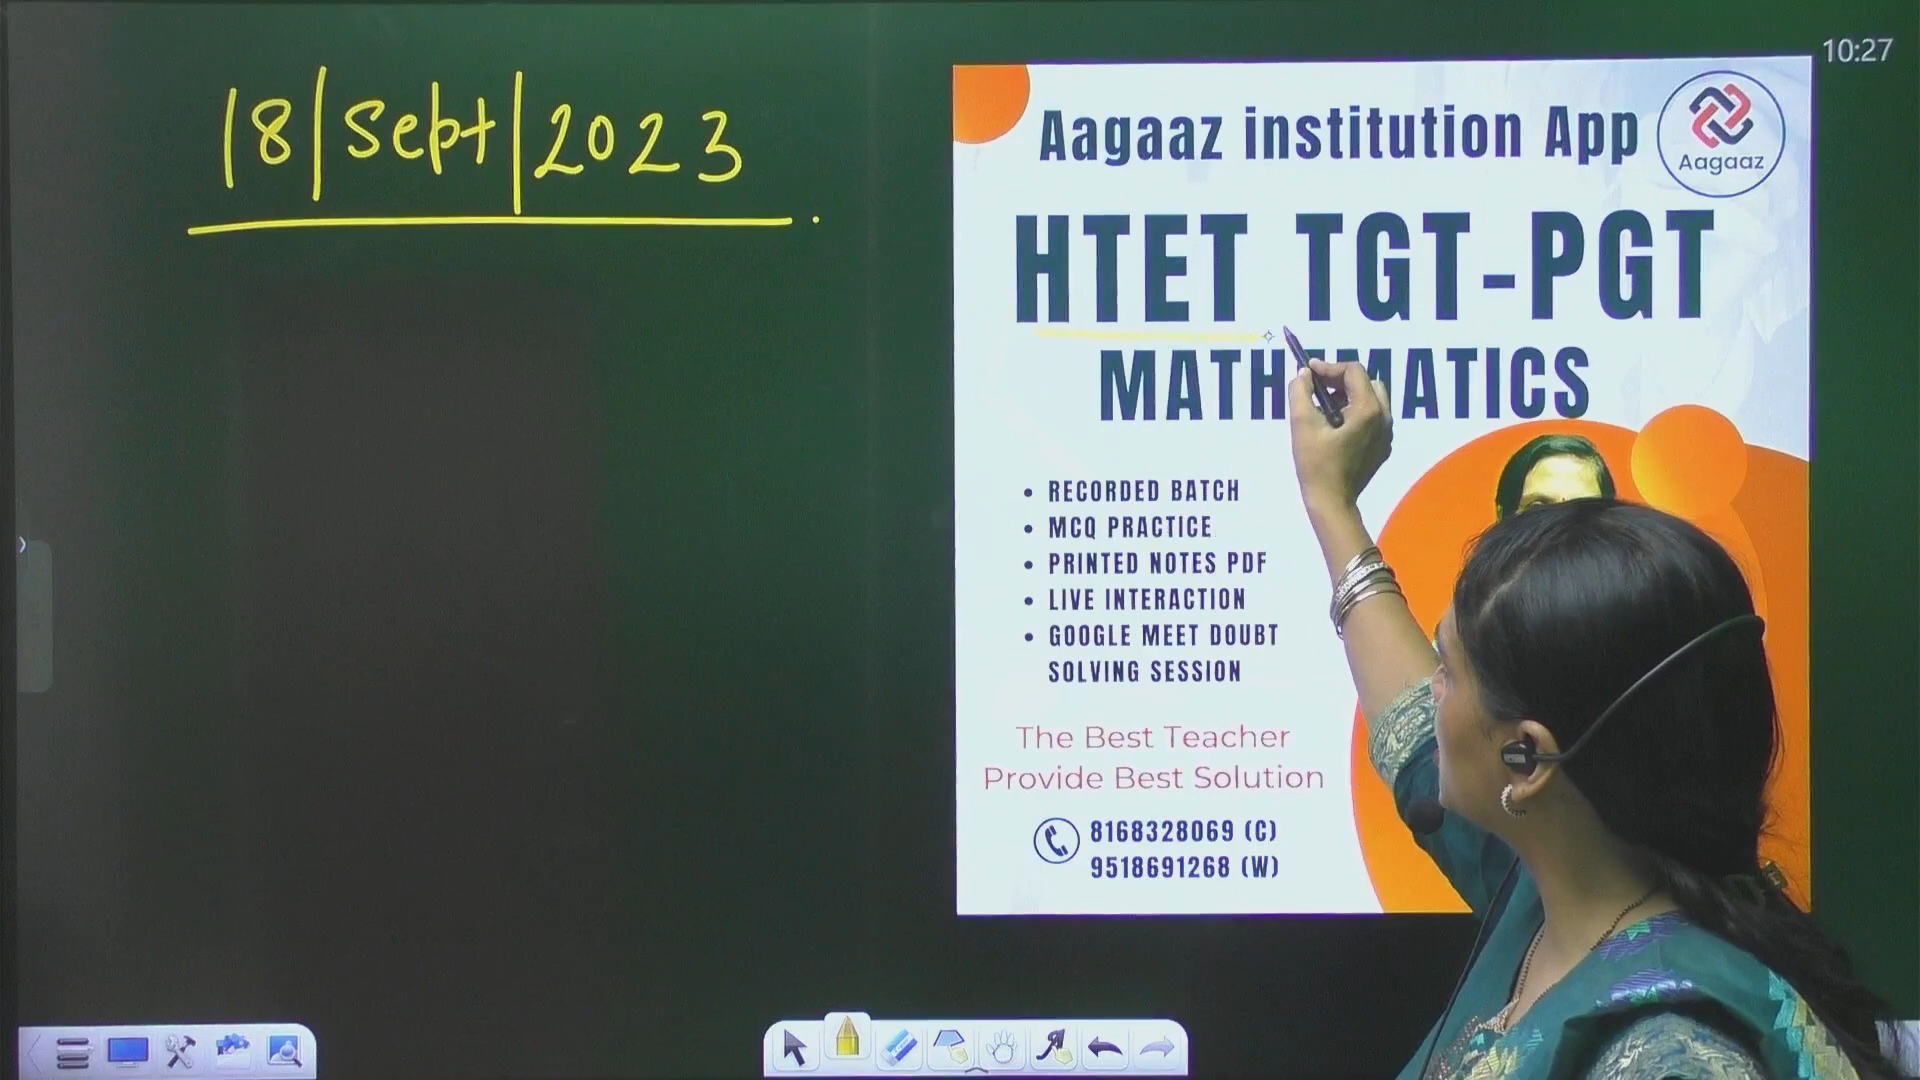 18|Sept|2023.
10:27
Aagaaz institution App
Aagaaz
HTET TGT-PGT
MATHEMATICS
• RECORDED BATCH
• MCQ PRACTICE
• PRINTED NOTES PDF
• LIVE INTERACTION
• GOOGLE MEET DOUBT
SOLVING SESSION
The Best Teacher
Provide Best Solution
8168328069 (C)
9518691268 (W)